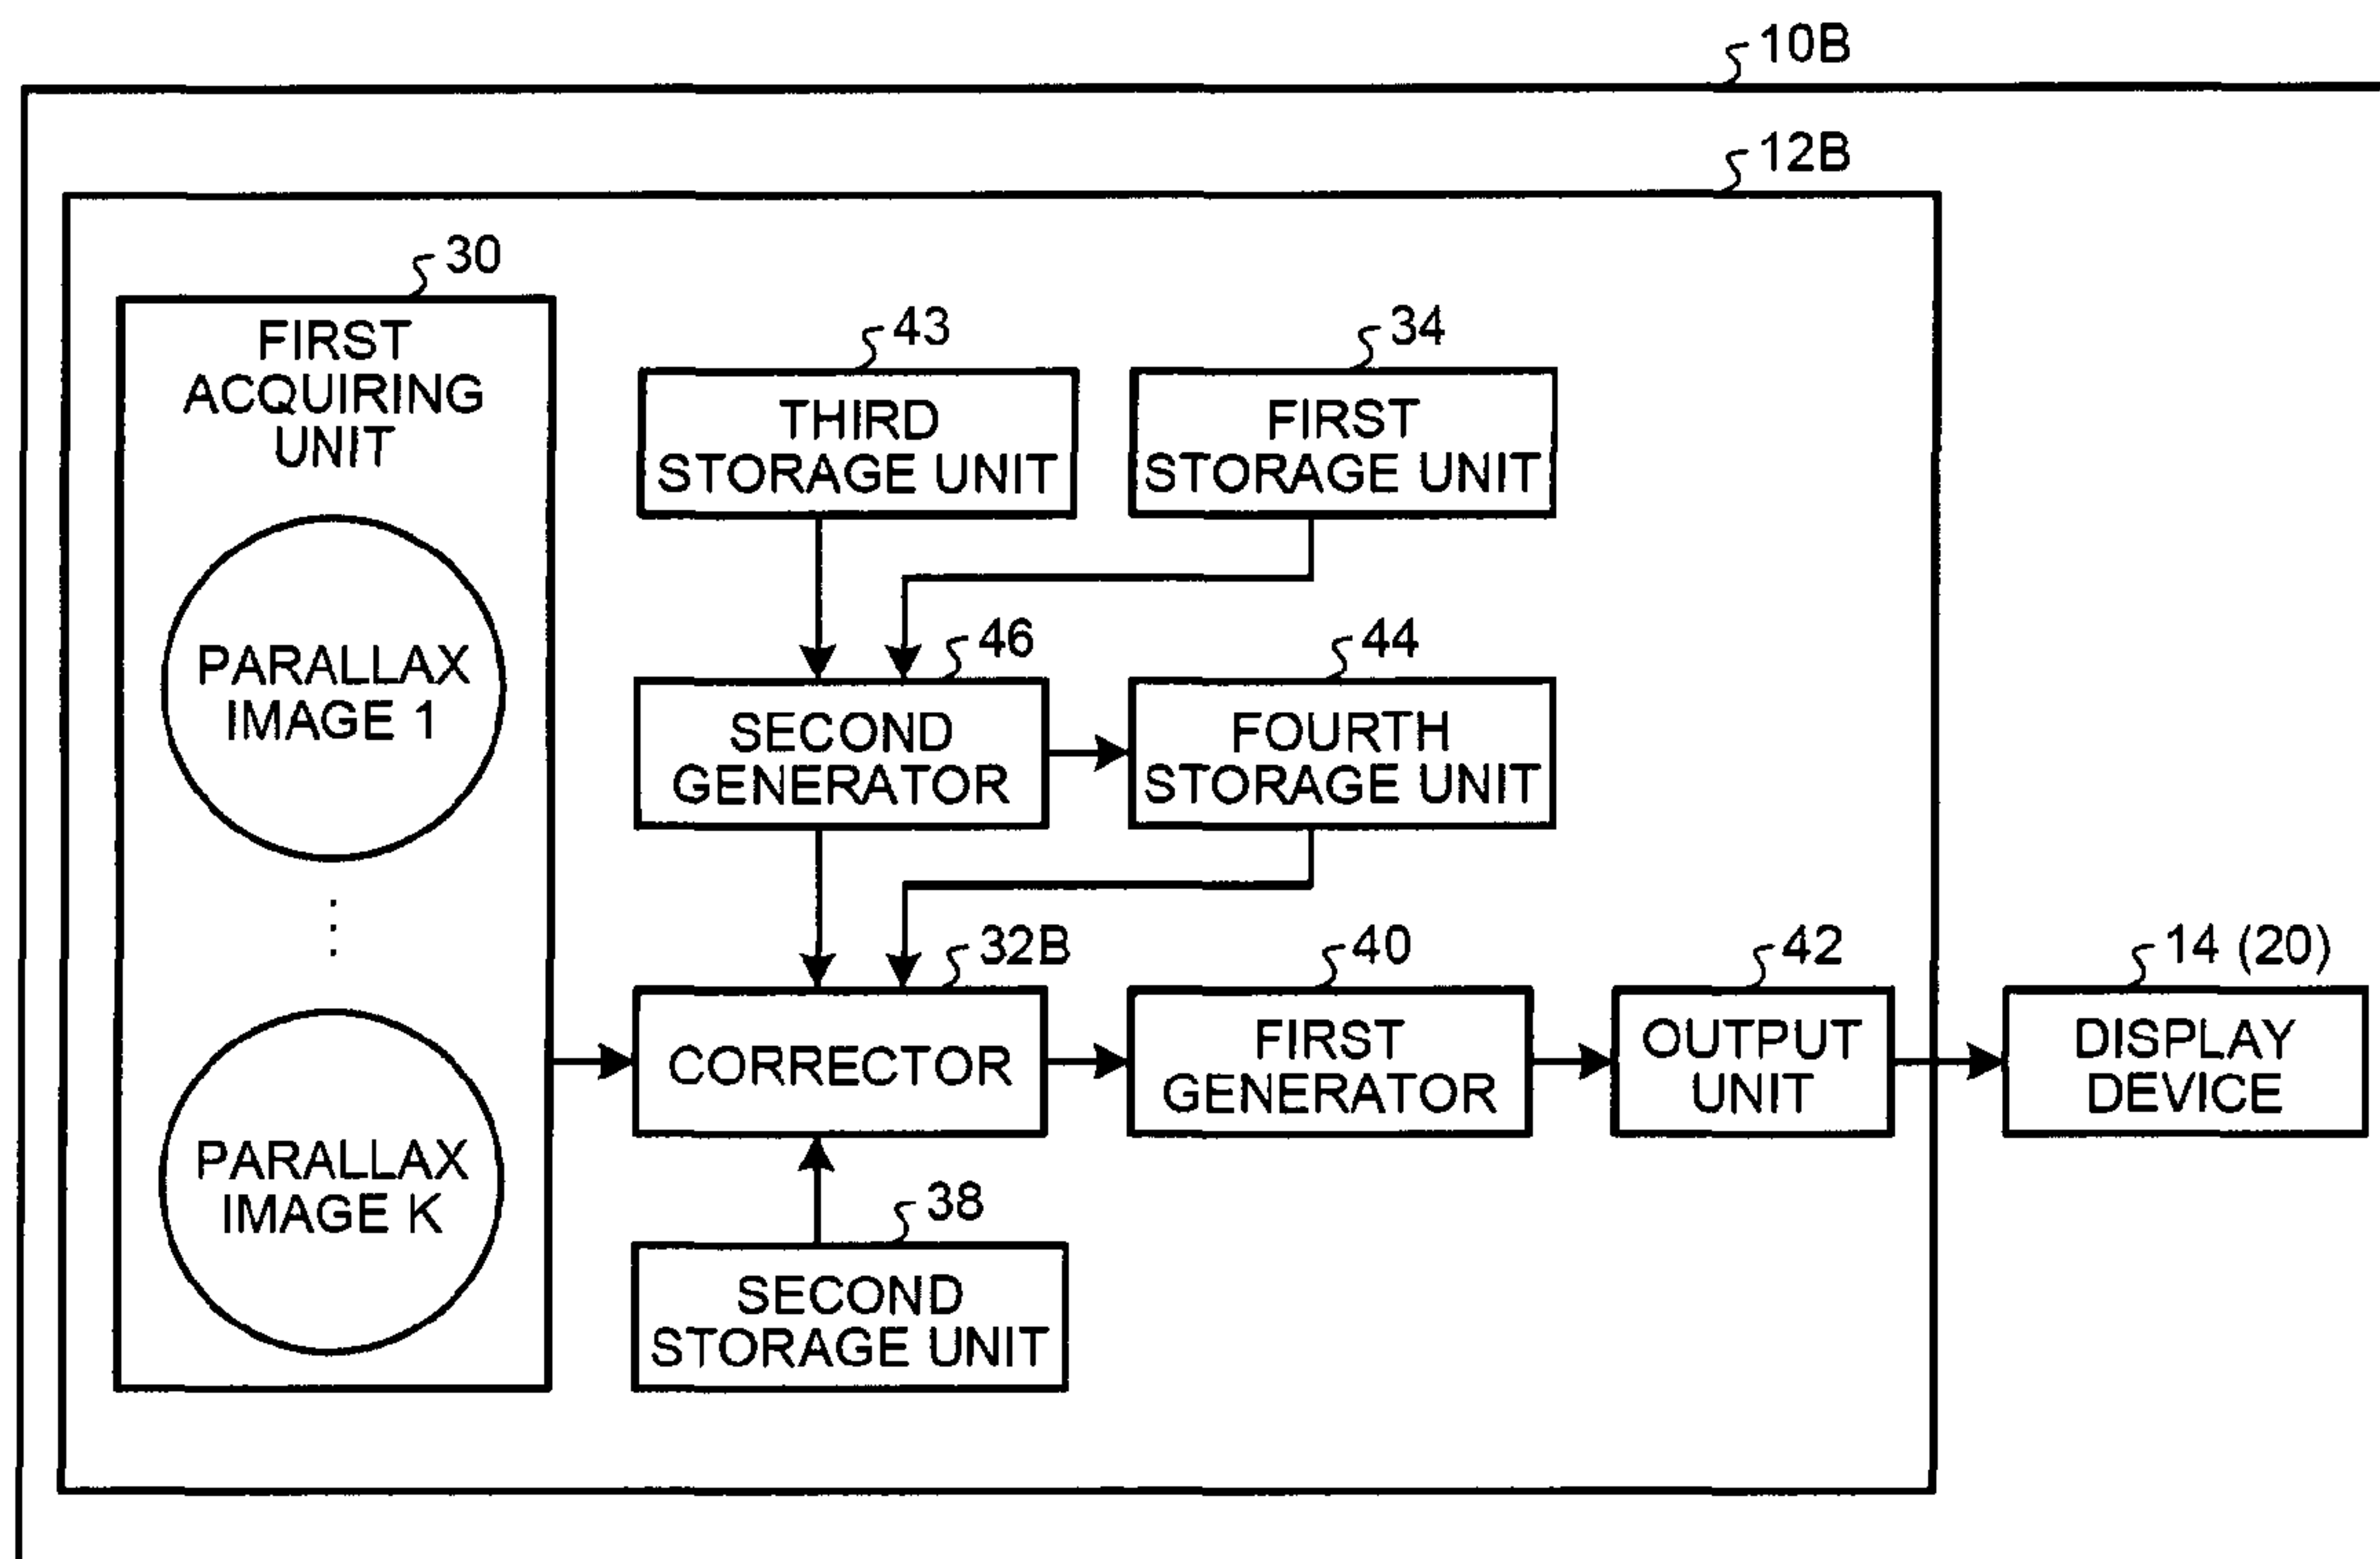 10B
12B
30
FIRST
ACQUIRING
UNIT
PARALLAX
IMAGE 1
⋮
PARALLAX
IMAGE K
43
THIRD
STORAGE UNIT
34
FIRST
STORAGE UNIT
46
SECOND
GENERATOR
44
FOURTH
STORAGE UNIT
32B
CORRECTOR
40
FIRST
GENERATOR
42
OUTPUT
UNIT
14 (20)
DISPLAY
DEVICE
38
SECOND
STORAGE UNIT